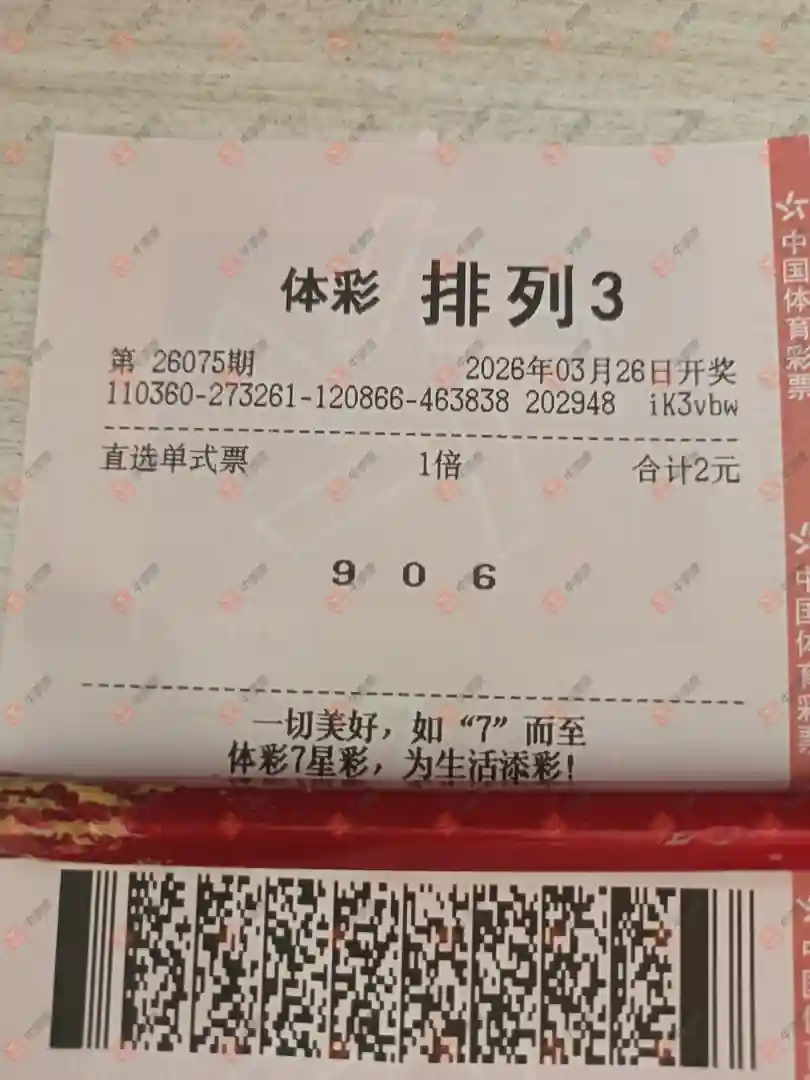 体彩 排列3
第 26075期 2026年03月26日开奖
110360-273261-120866-463838 202948 iK3vbw
直选单式票 1倍 合计2元
9 0 6
一切美好，如“7”而至
体彩7星彩，为生活添彩！
中国体育彩票
中国体育彩票